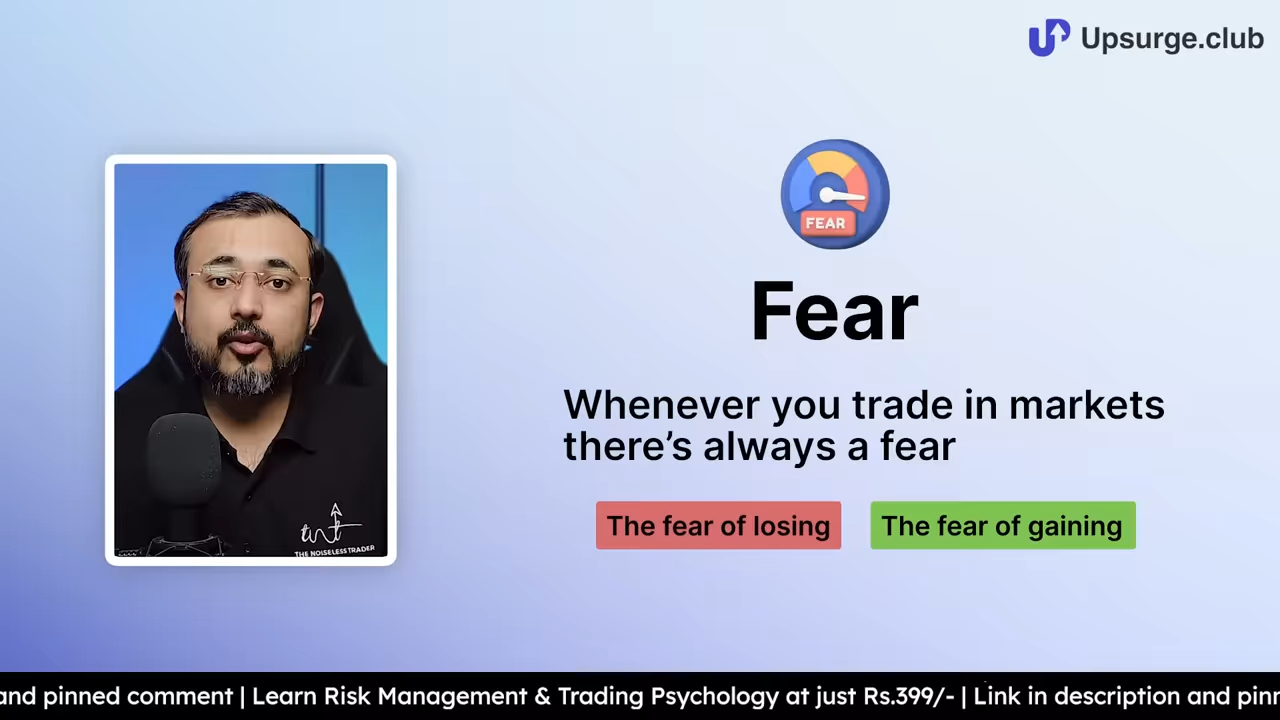 Upsurge.club
FEAR
Fear
Whenever you trade in markets
there's always a fear
The fear of losing
The fear of gaining
tnt
THE NOISELESS TRADER
and pinned comment | Learn Risk Management & Trading Psychology at just Rs.399/- | Link in description and pinn